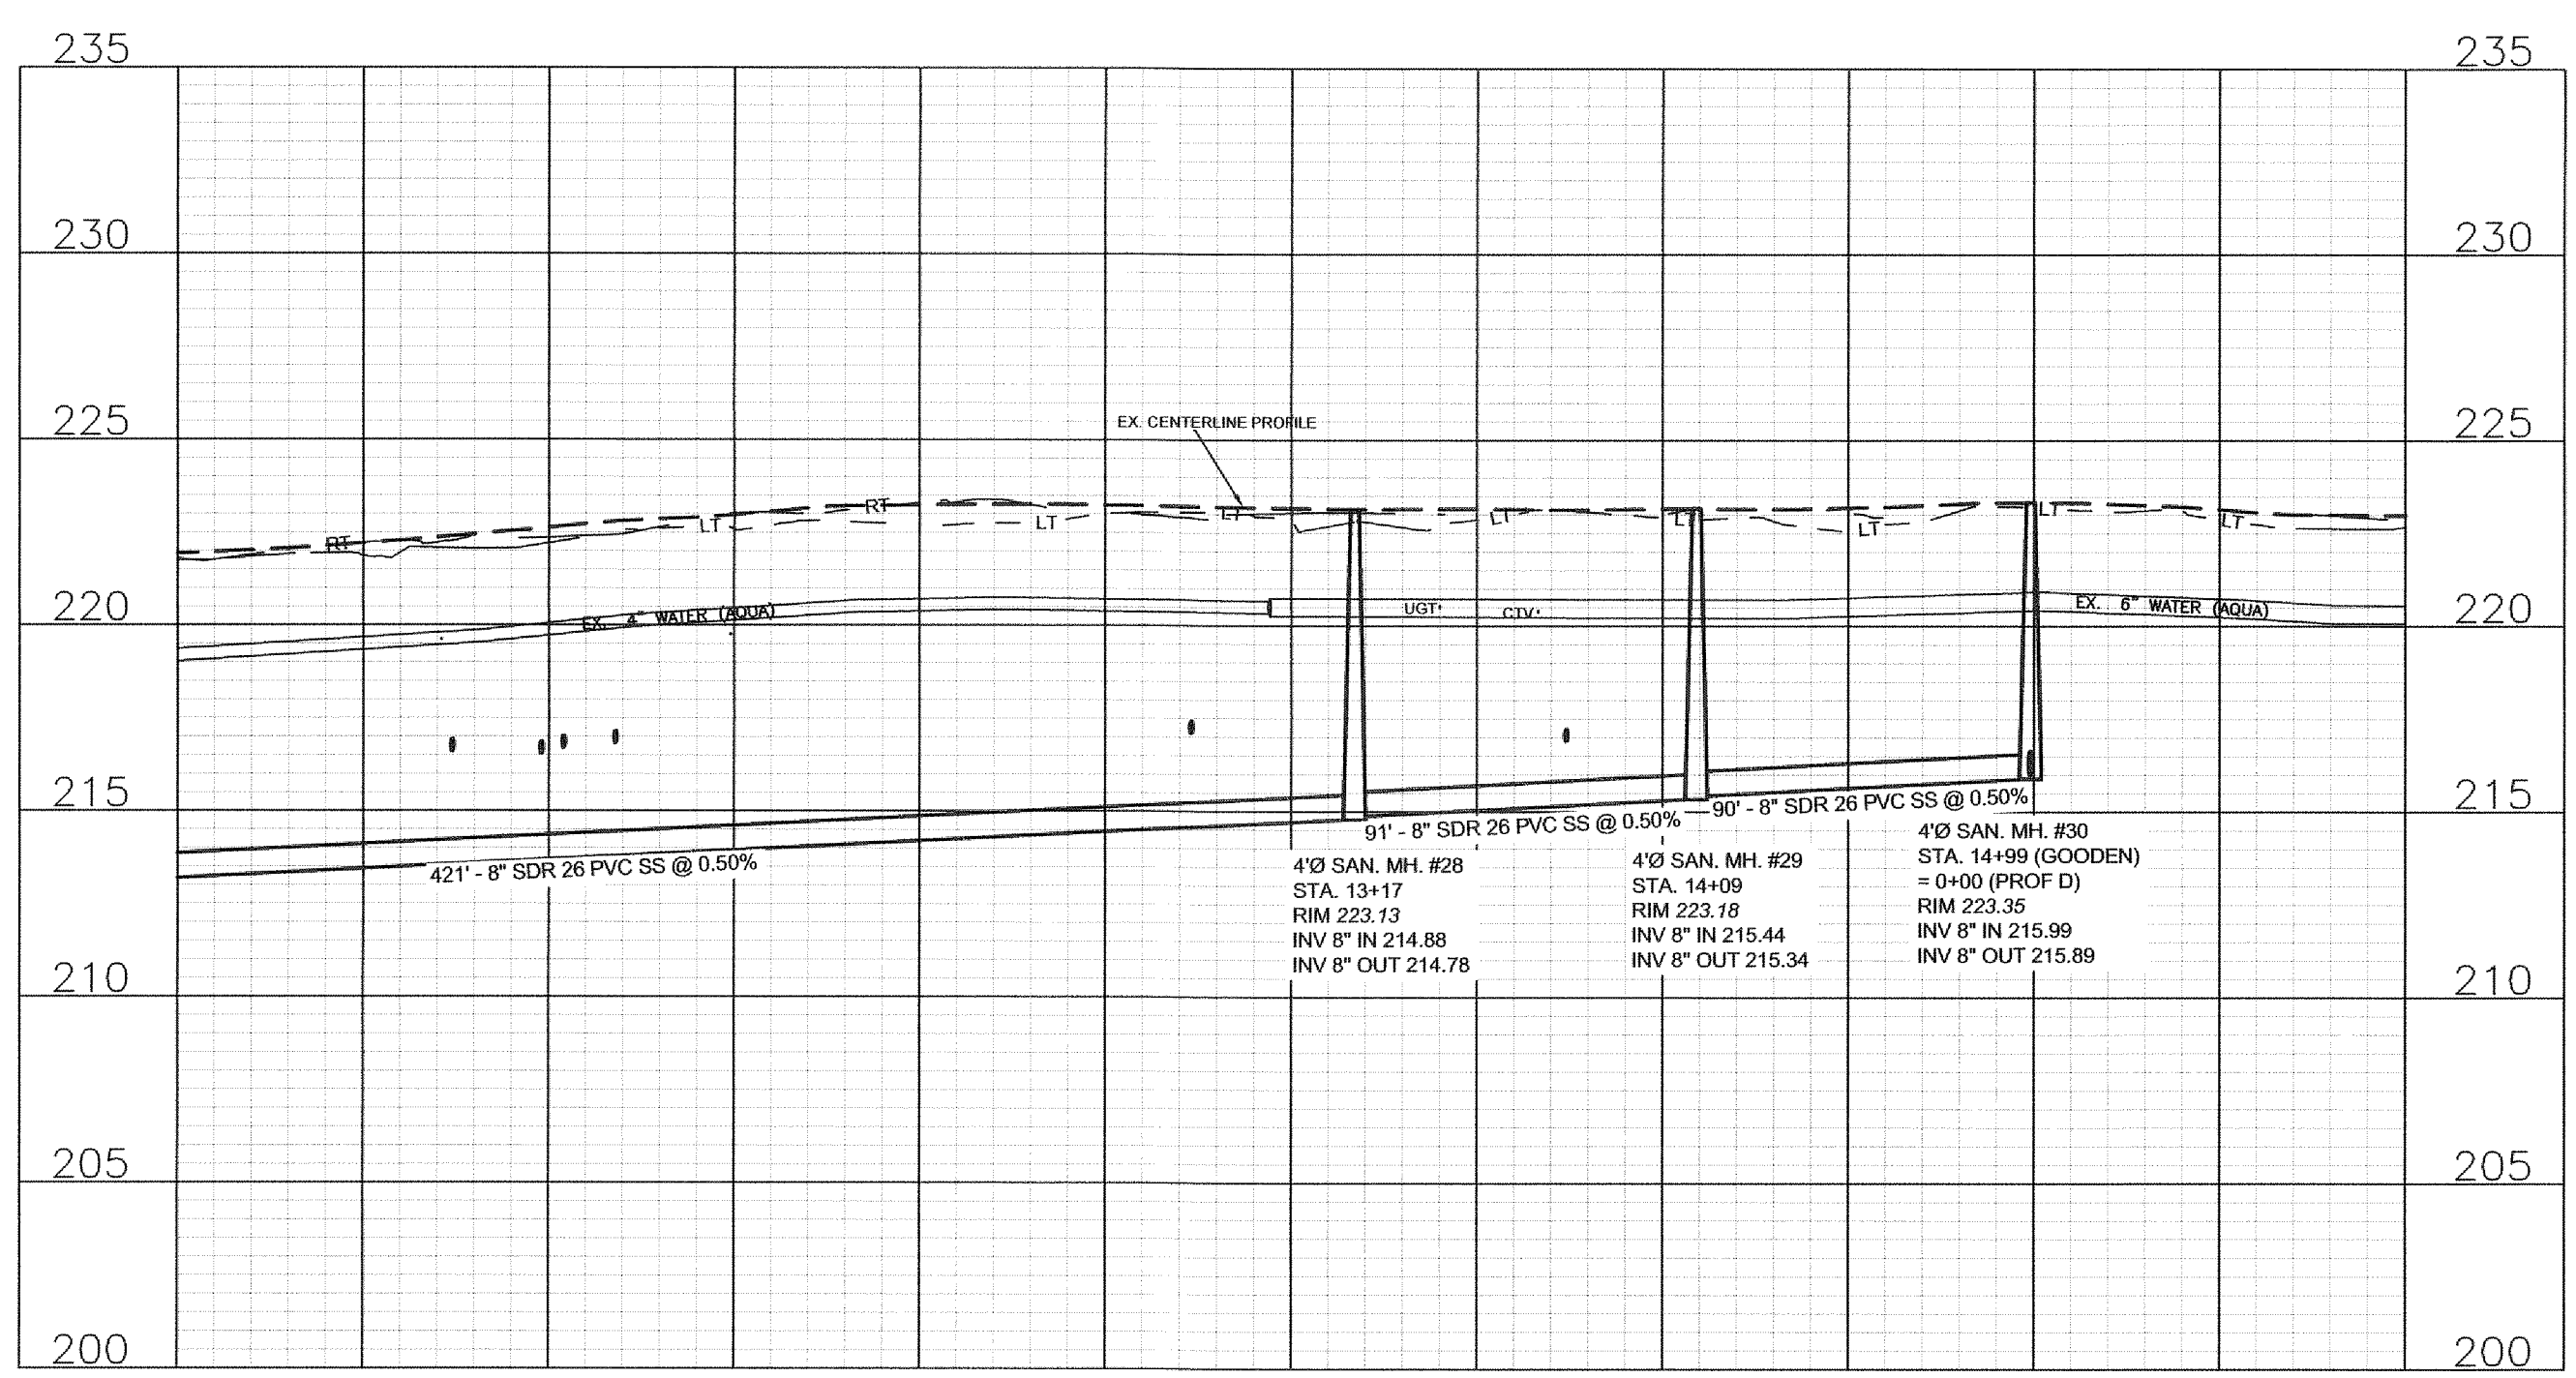 235 235
230 230
225 225
EX. CENTERLINE PROFILE
RT
LT
RT
LT
LT
LT
LT
LT
LT
LT
220 220
EX. 4" WATER (AQUA)
UGT
CTV
EX. 6" WATER (AQUA)
215 215
421' - 8" SDR 26 PVC SS @ 0.50%
91' - 8" SDR 26 PVC SS @ 0.50%
90' - 8" SDR 26 PVC SS @ 0.50%
4'Ø SAN. MH. #28
STA. 13+17
RIM 223.13
INV 8" IN 214.88
INV 8" OUT 214.78
4'Ø SAN. MH. #29
STA. 14+09
RIM 223.18
INV 8" IN 215.44
INV 8" OUT 215.34
4'Ø SAN. MH. #30
STA. 14+99 (GOODEN)
= 0+00 (PROF D)
RIM 223.35
INV 8" IN 215.99
INV 8" OUT 215.89
210 210
205 205
200 200